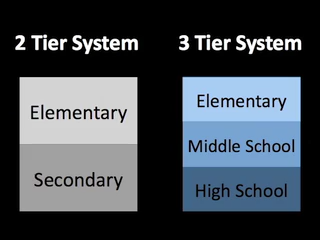 2 Tier System
Elementary
Secondary
3 Tier System
Elementary
Middle School
High School